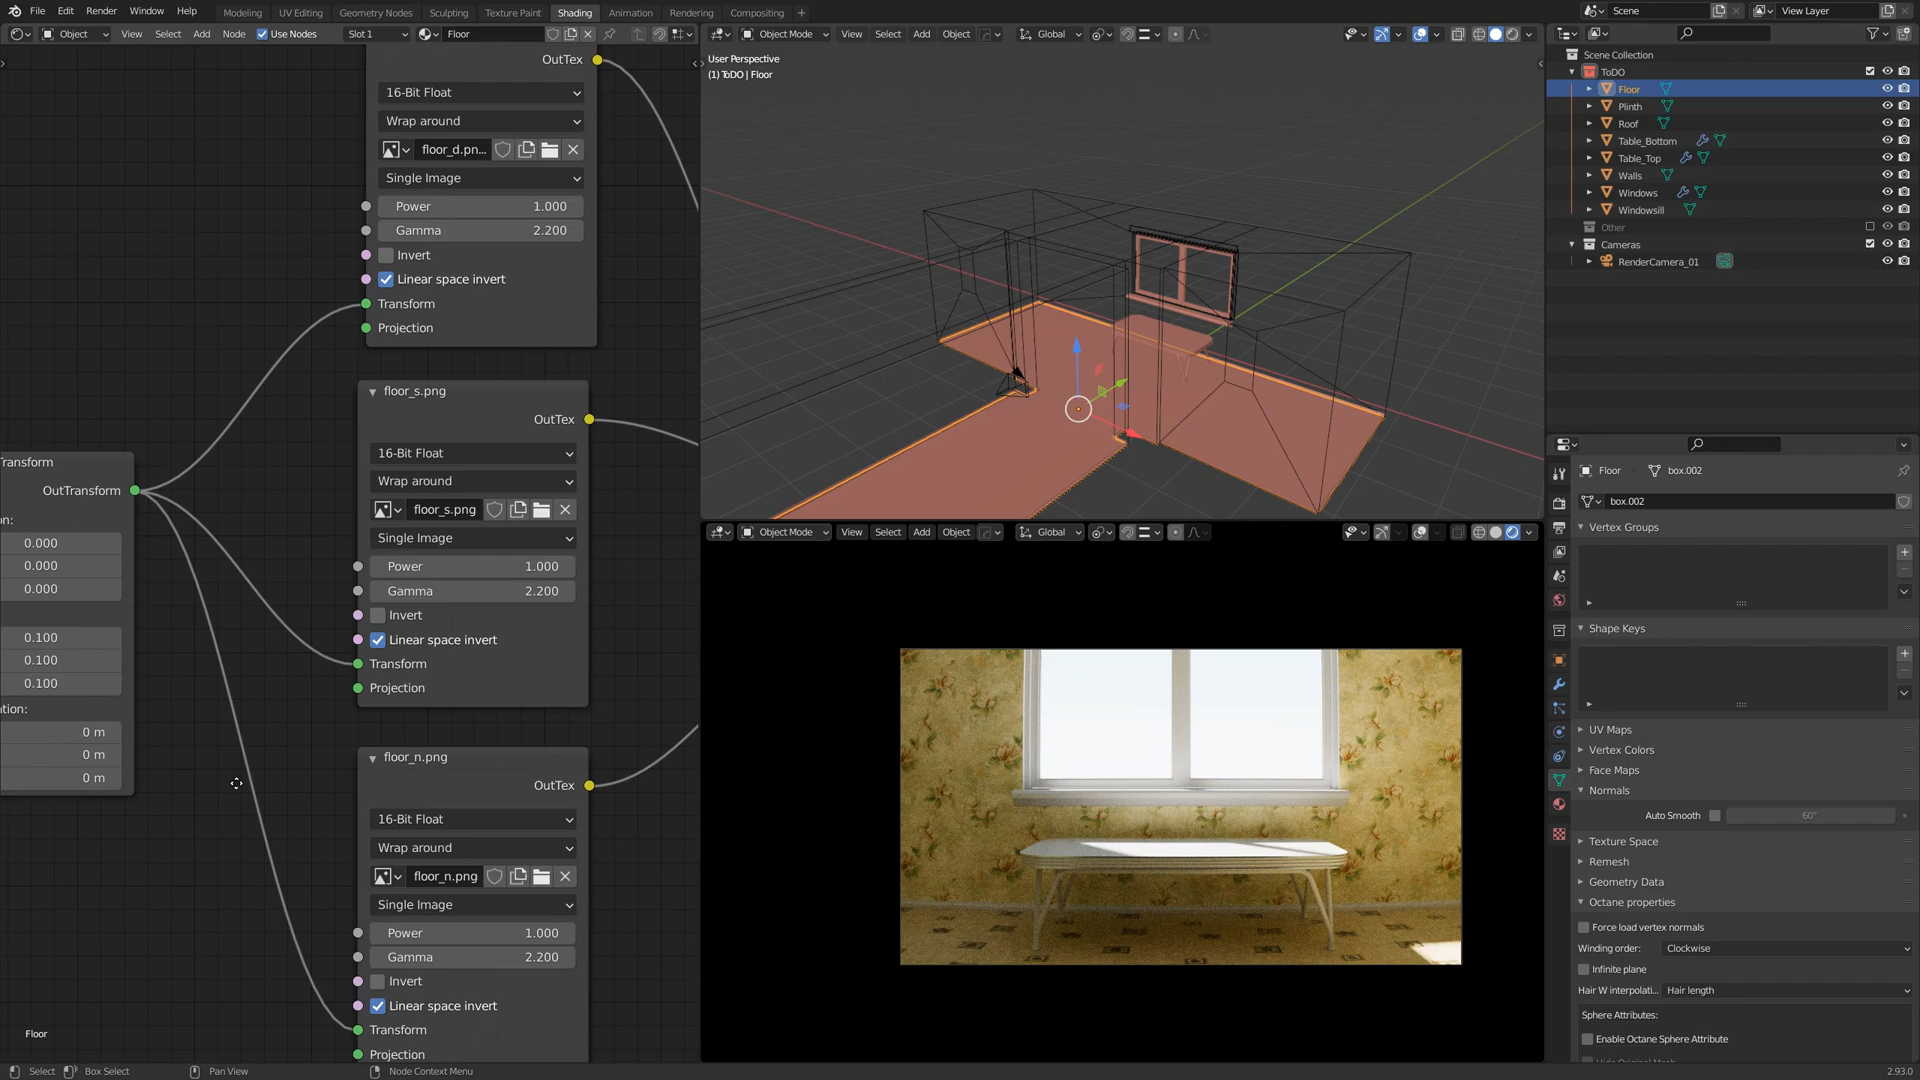 File Edit Render Window Help
Modeling UV Editing Geometry Nodes Sculpting Texture Paint Shading Animation Rendering Compositing +
Scene
View Layer
Object View Select Add Node Use Nodes Slot 1 Floor
Object Mode View Select Add Object Global
User Perspective
(1) ToDO | Floor
OutTex
16-Bit Float
Wrap around
floor_d.pn...
Single Image
Power 1.000
Gamma 2.200
Invert
Linear space invert
Transform
Projection
floor_s.png
OutTex
16-Bit Float
Wrap around
floor_s.png
Single Image
Power 1.000
Gamma 2.200
Invert
Linear space invert
Transform
Projection
floor_n.png
OutTex
16-Bit Float
Wrap around
floor_n.png
Single Image
Power 1.000
Gamma 2.200
Invert
Linear space invert
Transform
Projection
ransform
OutTransform
on:
0.000
0.000
0.000
0.100
0.100
0.100
tion:
0 m
0 m
0 m
Floor
Object Mode View Select Add Object Global
Scene Collection
ToDO
Floor
Plinth
Roof
Table_Bottom
Table_Top
Walls
Windows
Windowsill
Other
Cameras
RenderCamera_01
Floor box.002
box.002
Vertex Groups
Shape Keys
UV Maps
Vertex Colors
Face Maps
Normals
Auto Smooth 60°
Texture Space
Remesh
Geometry Data
Octane properties
Force load vertex normals
Winding order: Clockwise
Infinite plane
Hair W interpolati... Hair length
Sphere Attributes:
Enable Octane Sphere Attribute
Select Box Select Pan View Node Context Menu 2.93.0